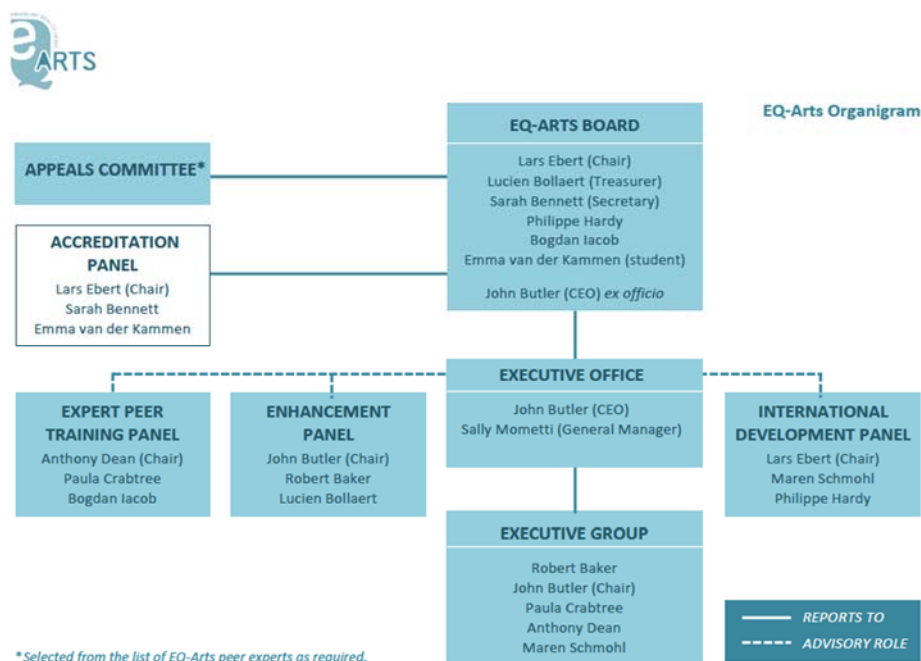 eQ ARTS
EQ-Arts Organigram
EQ-ARTS BOARD
Lars Ebert (Chair)
Lucien Bollaert (Treasurer)
Sarah Bennett (Secretary)
Philippe Hardy
Bogdan Iacob
Emma van der Kammen (student)
John Butler (CEO) ex officio
APPEALS COMMITTEE*
ACCREDITATION
PANEL
Lars Ebert (Chair)
Sarah Bennett
Emma van der Kammen
EXECUTIVE OFFICE
John Butler (CEO)
Sally Mometti (General Manager)
EXPERT PEER
TRAINING PANEL
Anthony Dean (Chair)
Paula Crabtree
Bogdan Iacob
ENHANCEMENT
PANEL
John Butler (Chair)
Robert Baker
Lucien Bollaert
INTERNATIONAL
DEVELOPMENT PANEL
Lars Ebert (Chair)
Maren Schmohl
Philippe Hardy
EXECUTIVE GROUP
Robert Baker
John Butler (Chair)
Paula Crabtree
Anthony Dean
Maren Schmohl
REPORTS TO
ADVISORY ROLE
*Selected from the list of EQ-Arts peer experts as required.